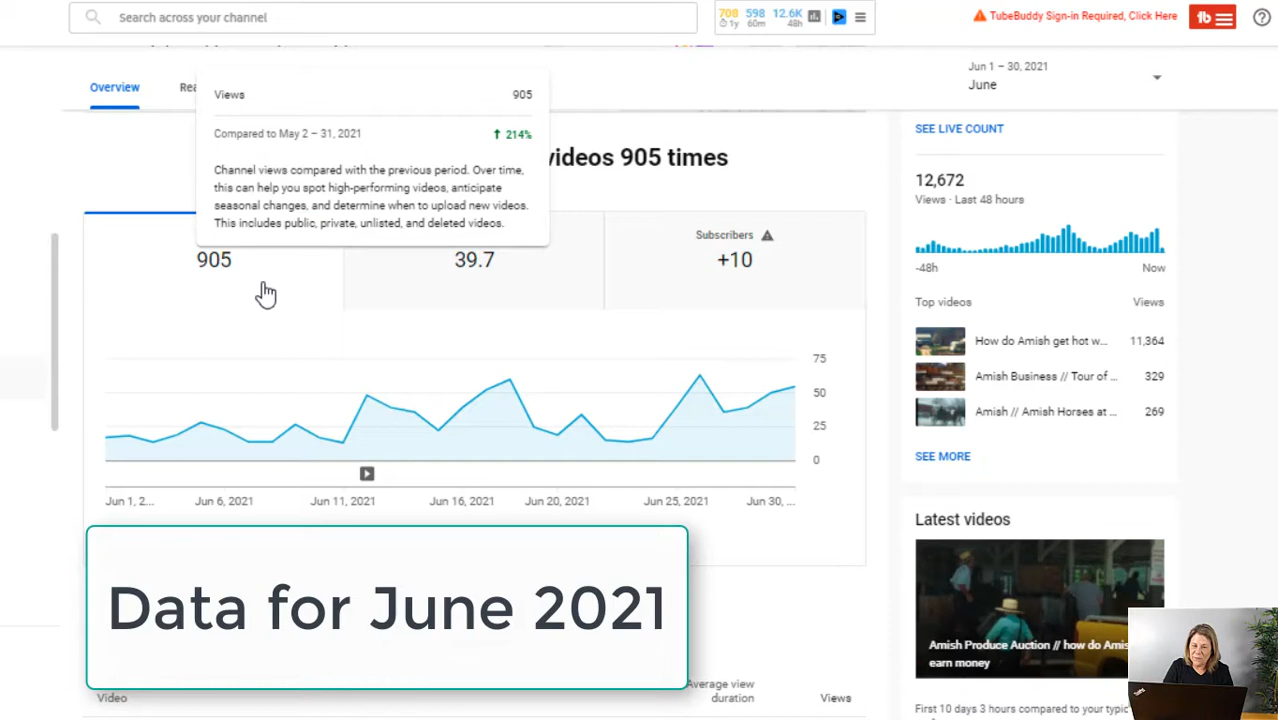 Search across your channel
708 598 12.6K
1y 60m 48h
TubeBuddy Sign-in Required, Click Here
tb
Jun 1 – 30, 2021
June
Overview
Rea
Views 905
Compared to May 2 – 31, 2021 214%
Channel views compared with the previous period. Over time,
this can help you spot high-performing videos, anticipate
seasonal changes, and determine when to upload new videos.
This includes public, private, unlisted, and deleted videos.
videos 905 times
905
39.7
Subscribers
+10
75
50
25
0
Jun 1, 2... Jun 6, 2021 Jun 11, 2021 Jun 16, 2021 Jun 20, 2021 Jun 25, 2021 Jun 30, ...
Data for June 2021
Video
Average view
duration
Views
SEE LIVE COUNT
12,672
Views · Last 48 hours
-48h Now
Top videos Views
How do Amish get hot w... 11,364
Amish Business // Tour of ... 329
Amish // Amish Horses at ... 269
SEE MORE
Latest videos
Amish Produce Auction // how do Amis
earn money
First 10 days 3 hours compared to your typic